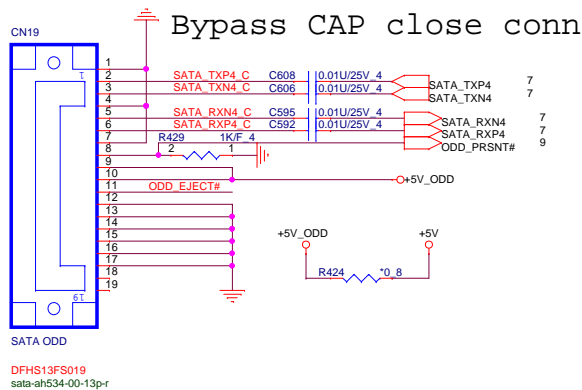 Bypass CAP close conn
CN19
1
1
2 SATA_TXP4_C C608 0.01U/25V_4 SATA_TXP4 7
3 SATA_TXN4_C C606 0.01U/25V_4 SATA_TXN4 7
4
5 SATA_RXN4_C C595 0.01U/25V_4 SATA_RXN4 7
6 SATA_RXP4_C C592 0.01U/25V_4 SATA_RXP4 7
7 R429 1K/F_4 ODD_PRSNT# 9
8 2 1
9
10 +5V_ODD
11 ODD_EJECT#
12
13
14
15 +5V_ODD +5V
16
17
18 R424 *0_8
19
19
SATA ODD
DFHS13FS019
sata-ah534-00-13p-r